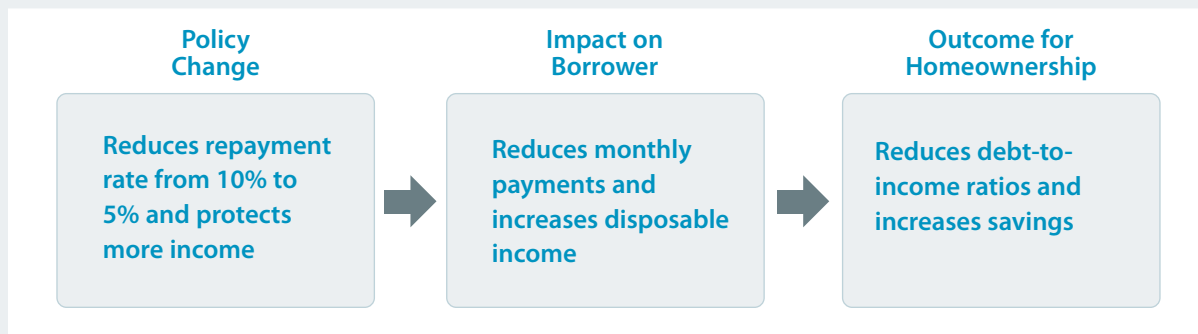 Policy
Change
Reduces repayment
rate from 10% to
5% and protects
more income
Impact on
Borrower
Reduces monthly
payments and
increases disposable
income
Outcome for
Homeownership
Reduces debt-to-
income ratios and
increases savings